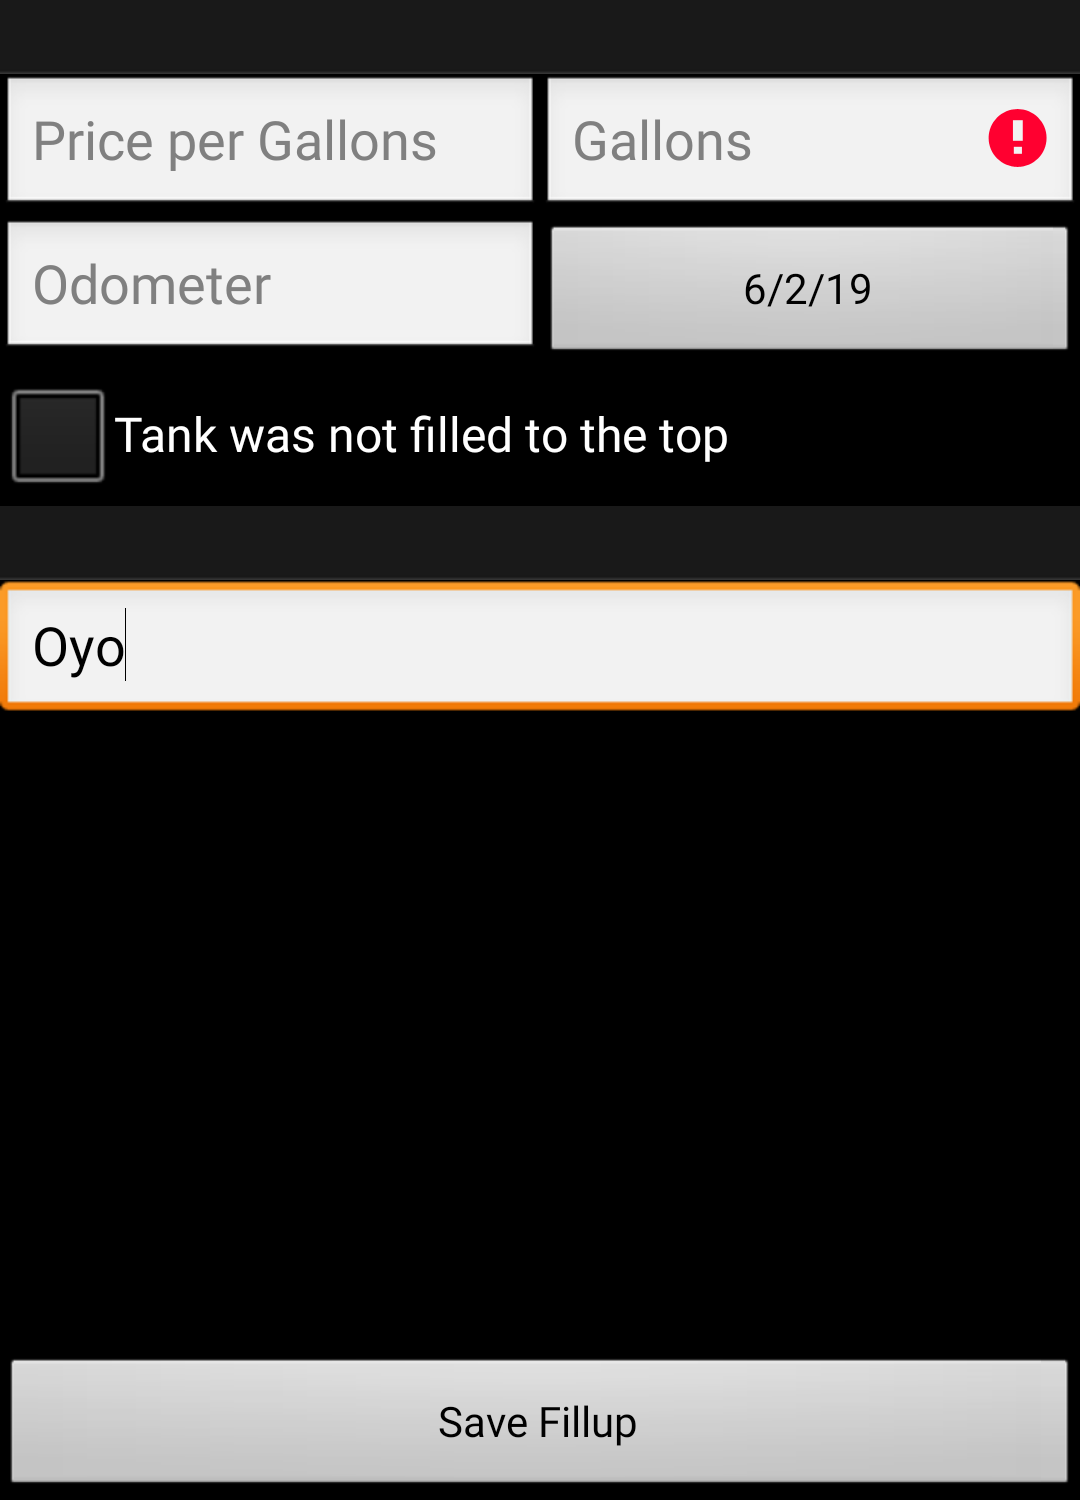 Price per Gallons
Gallons
Odometer
6/2/19
Tank was not filled to the top
Oyo
Save Fillup